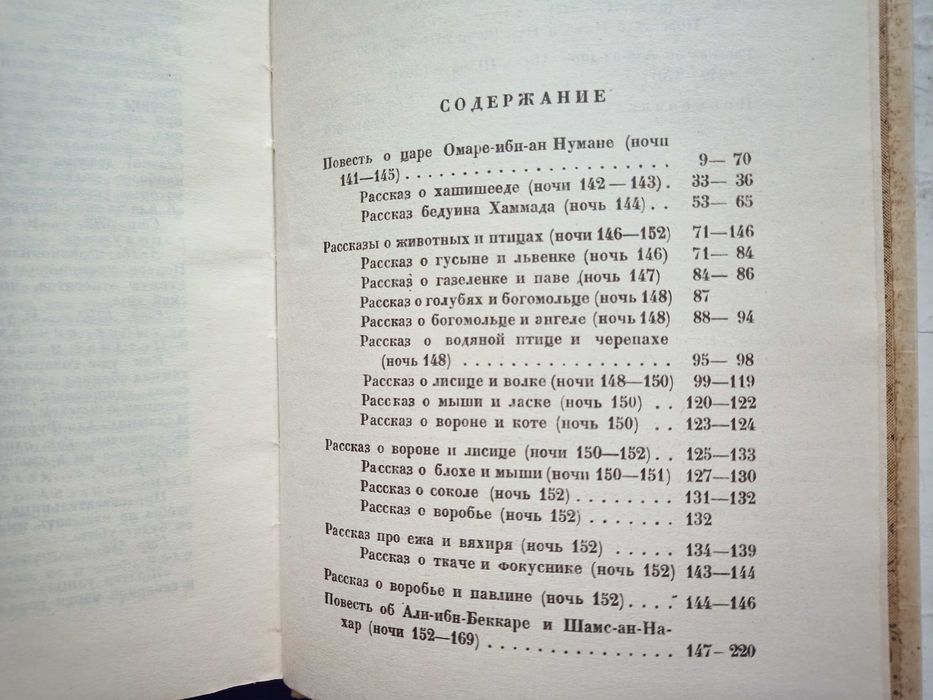 СОДЕРЖАНИЕ
Повесть о царе Омаре-ибн-ан Нумане (ночи
141—145) . . . . . . . . . . . . . . . . . . . . . 9— 70
Рассказ о хашишееде (ночи 142—143) . 33— 36
Рассказ бедуина Хаммада (ночь 144) . . 53— 65
Рассказы о животных и птицах (ночи 146—152) 71—146
Рассказ о гусыне и львенке (ночь 146) 71— 84
Рассказ о газеленке и паве (ночь 147) 84— 86
Рассказ о голубях и богомольце (ночь 148) 87
Рассказ о богомольце и ангеле (ночь 148) 88— 94
Рассказ о водяной птице и черепахе
(ночь 148) . . . . . . . . . . . . . . . . 95— 98
Рассказ о лисице и волке (ночи 148—150) 99—119
Рассказ о мыши и ласке (ночь 150) . . 120—122
Рассказ о вороне и коте (ночь 150) . . 123—124
Рассказ о вороне и лисице (ночи 150—152) . . 125—133
Рассказ о блохе и мыши (ночи 150—151) 127—130
Рассказ о соколе (ночь 152) . . . . . . . . 131—132
Рассказ о воробье (ночь 152) . . . . . . . 132
Рассказ про ежа и вяхиря (ночь 152) . . . . . 134—139
Рассказ о ткаче и фокуснике (ночь 152) 143—144
Рассказ о воробье и павлине (ночь 152) . . . . 144—146
Повесть об Али-ибн-Беккаре и Шамс-ан-На-
хар (ночи 152—169) . . . . . . . . . . . . . . . 147—220